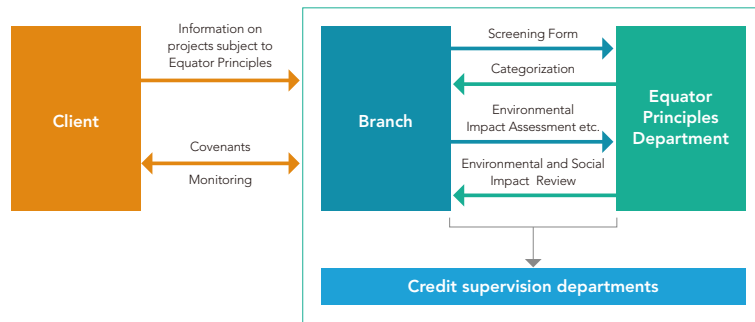 Information on
projects subject to
Equator Principles
Client
Covenants
Monitoring
Branch
Screening Form
Categorization
Environmental
Impact Assessment etc.
Environmental and Social
Impact Review
Equator
Principles
Department
Credit supervision departments